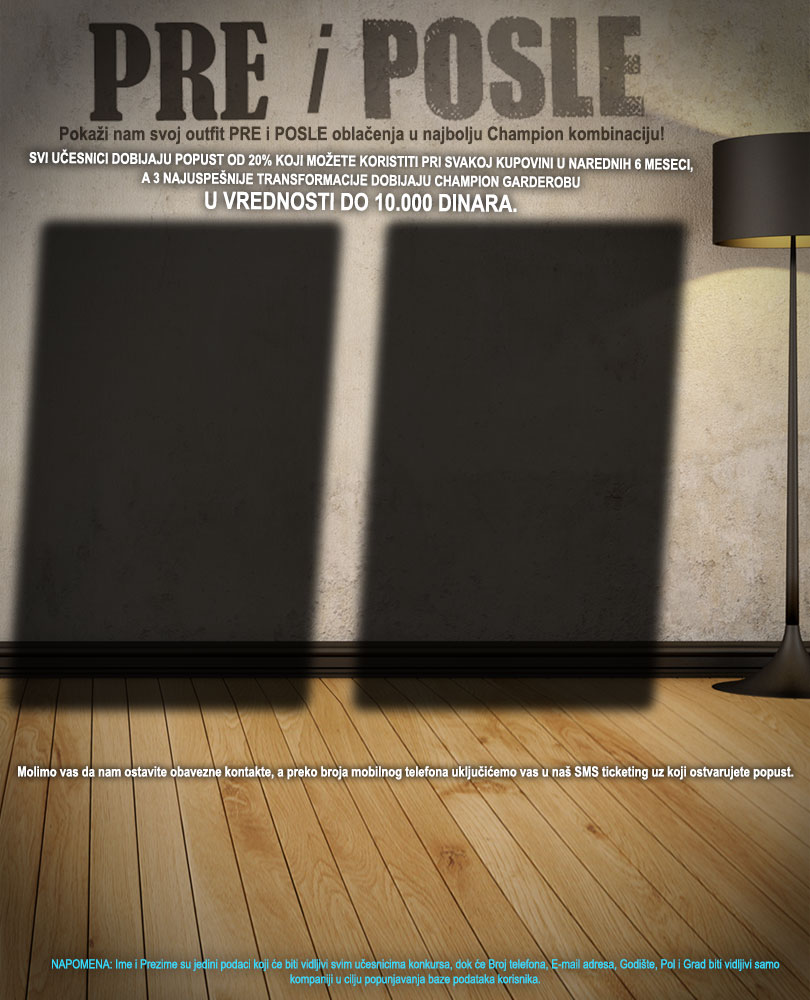 PRE i POSLE
Pokaži nam svoj outfit PRE i POSLE oblačenja u najbolju Champion kombinaciju!
SVI UČESNICI DOBIJAJU POPUST OD 20% KOJI MOŽETE KORISTITI PRI SVAKOJ KUPOVINI U NAREDNIH 6 MESECI,
A 3 NAJUSPEŠNIJE TRANSFORMACIJE DOBIJAJU CHAMPION GARDEROBU
U VREDNOSTI DO 10.000 DINARA.
Molimo vas da nam ostavite obavezne kontakte, a preko broja mobilnog telefona uključićemo vas u naš SMS ticketing uz koji ostvarujete popust.
NAPOMENA: Ime i Prezime su jedini podaci koji će biti vidljivi svim učesnicima konkursa, dok će Broj telefona, E-mail adresa, Godište, Pol i Grad biti vidljivi samo
kompaniji u cilju popunjavanja baze podataka korisnika.